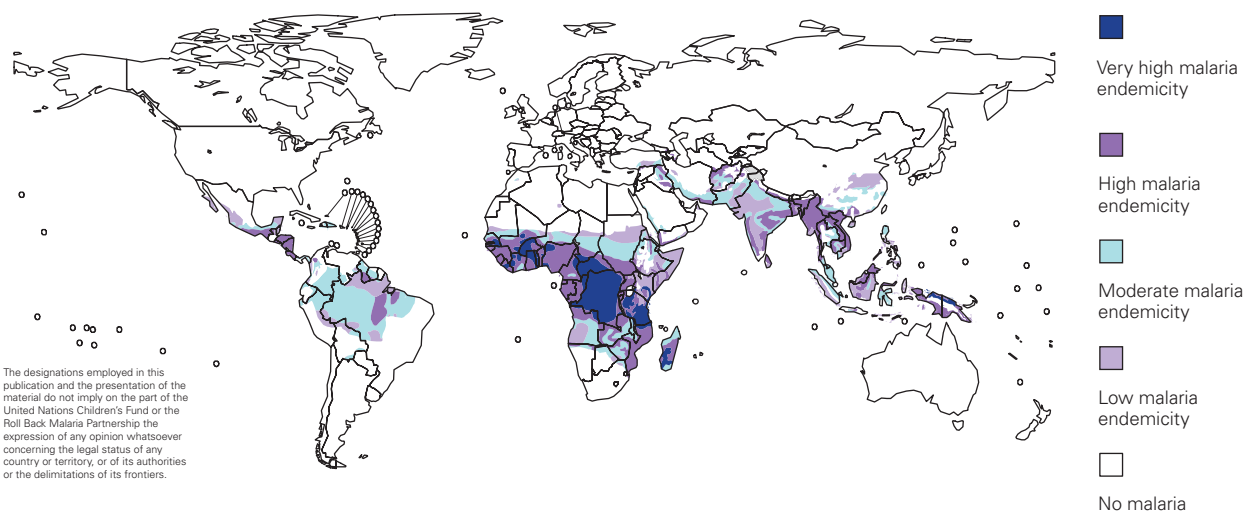 Very high malaria
endemicity
High malaria
endemicity
Moderate malaria
endemicity
Low malaria
endemicity
No malaria
The designations employed in this
publication and the presentation of the
material do not imply on the part of the
United Nations Children's Fund or the
Roll Back Malaria Partnership the
expression of any opinion whatsoever
concerning the legal status of any
country or territory, or of its authorities
or the delimitations of its frontiers.